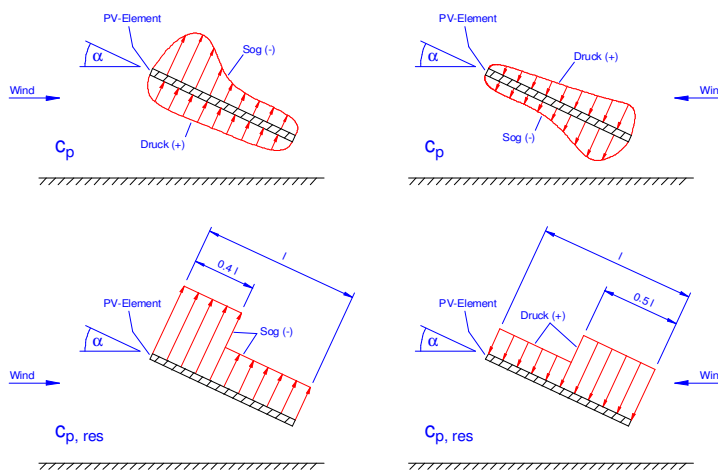 PV-Element
Sog (-)
α
Wind
Druck (+)
cp
PV-Element
Druck (+)
α
Wind
Sog (-)
cp
l
0.4 l
PV-Element
Sog (-)
α
Wind
cp, res
l
0.5 l
PV-Element
Druck (+)
α
Wind
cp, res